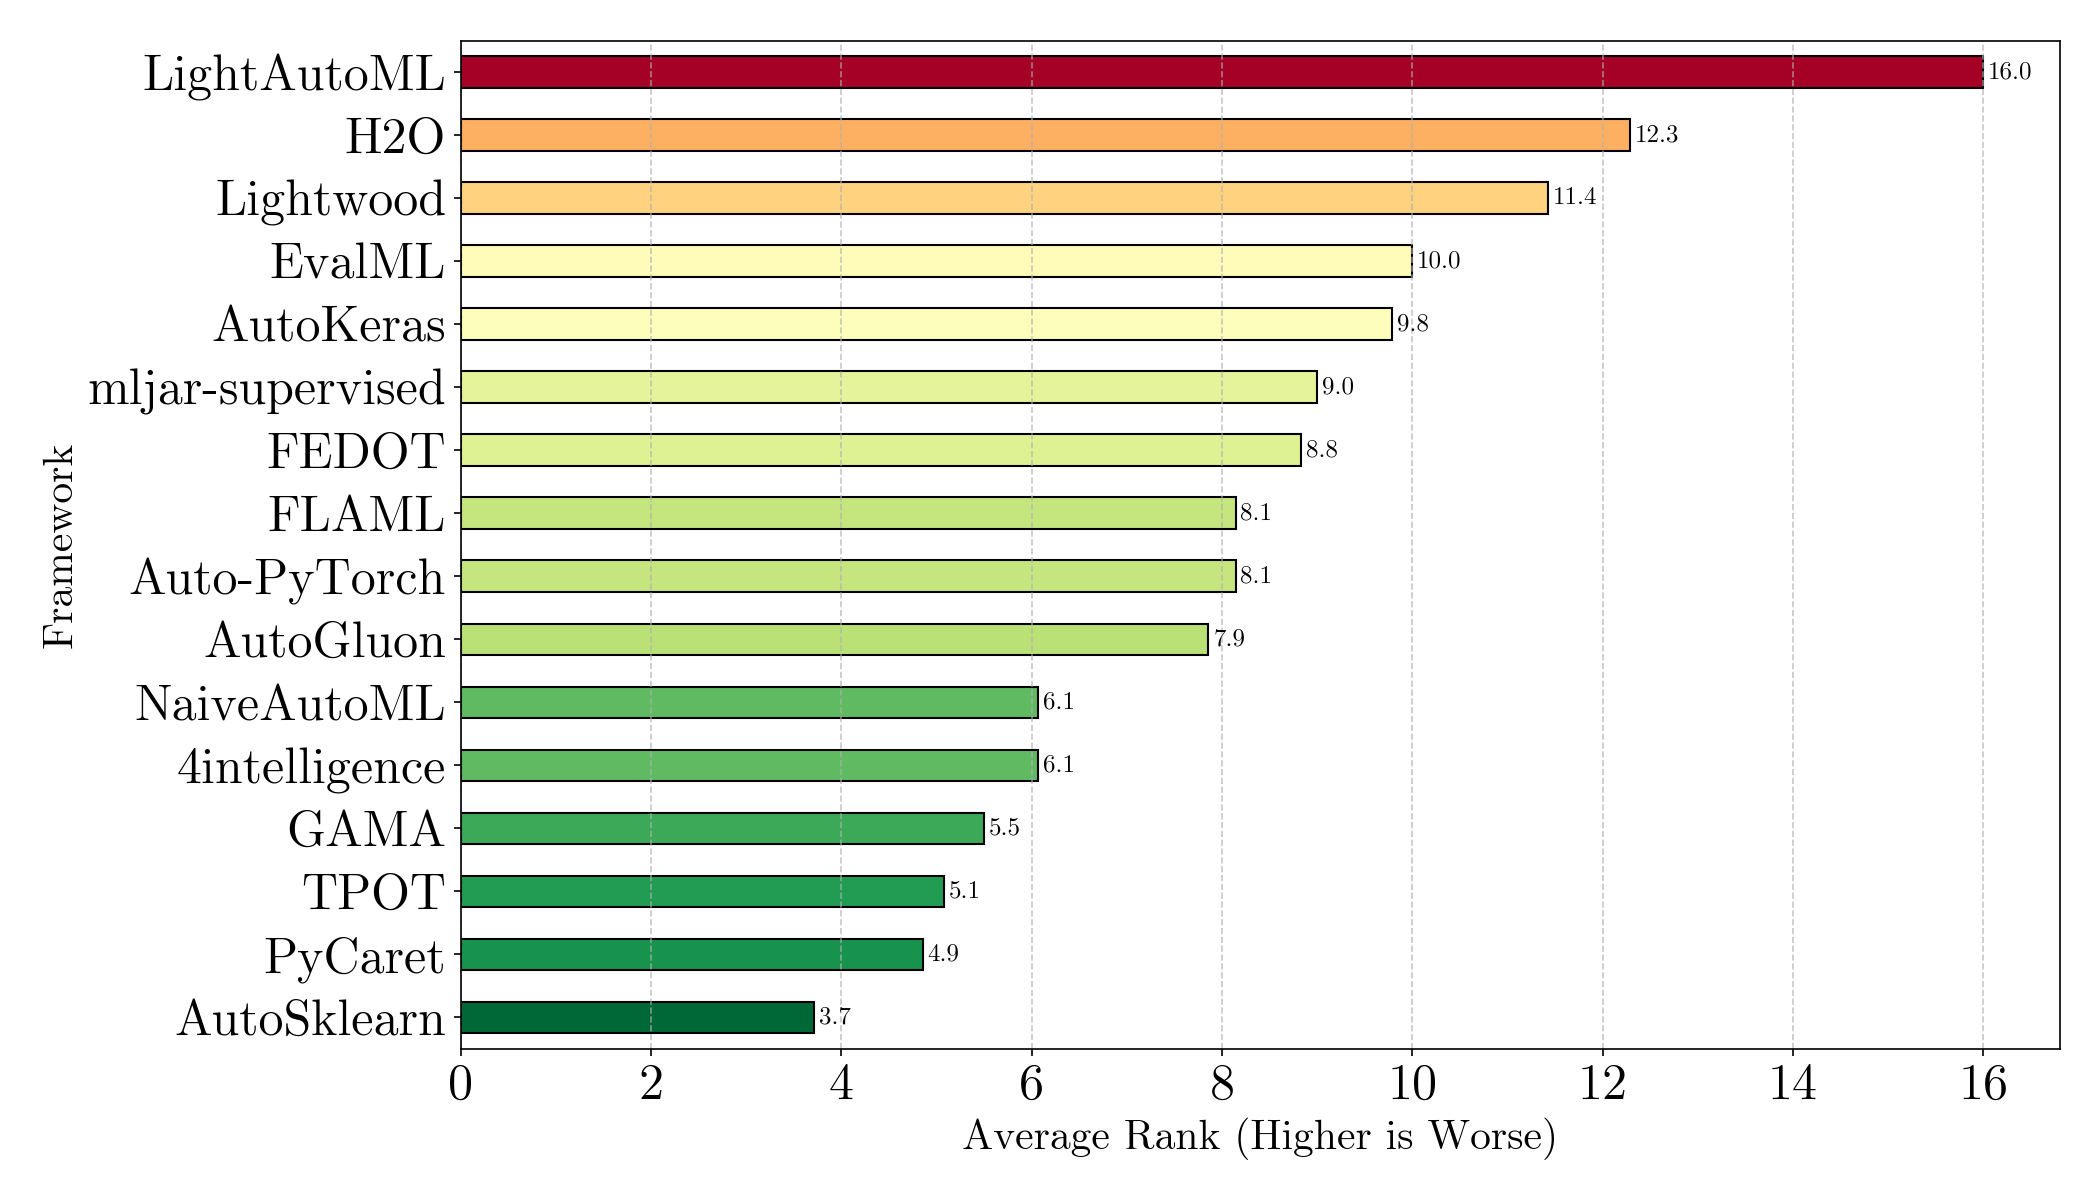 LightAutoML 16.0
H2O 12.3
Lightwood 11.4
EvalML 10.0
AutoKeras 9.8
mljar-supervised 9.0
FEDOT 8.8
FLAML 8.1
Auto-PyTorch 8.1
AutoGluon 7.9
NaiveAutoML 6.1
4intelligence 6.1
GAMA 5.5
TPOT 5.1
PyCaret 4.9
AutoSklearn 3.7
Framework
0 2 4 6 8 10 12 14 16
Average Rank (Higher is Worse)